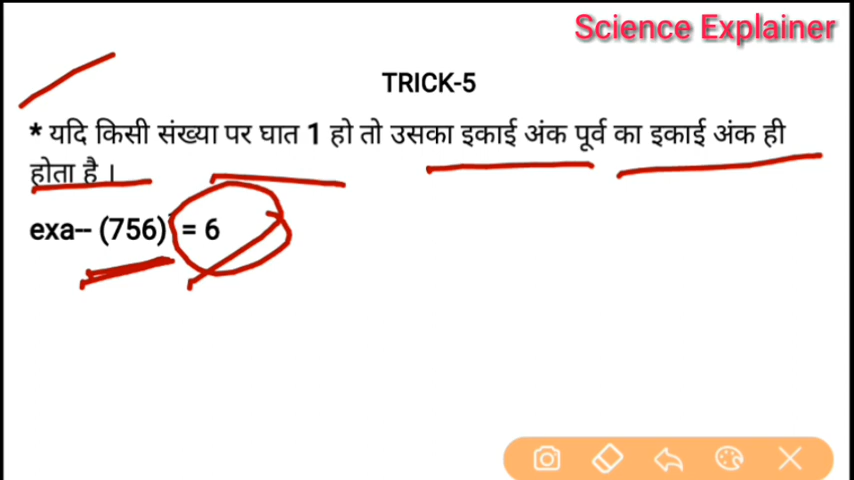 Science Explainer
TRICK-5
* यदि किसी संख्या पर घात 1 हो तो उसका इकाई अंक पूर्व का इकाई अंक ही
होता है ।
exa-- (756) = 6